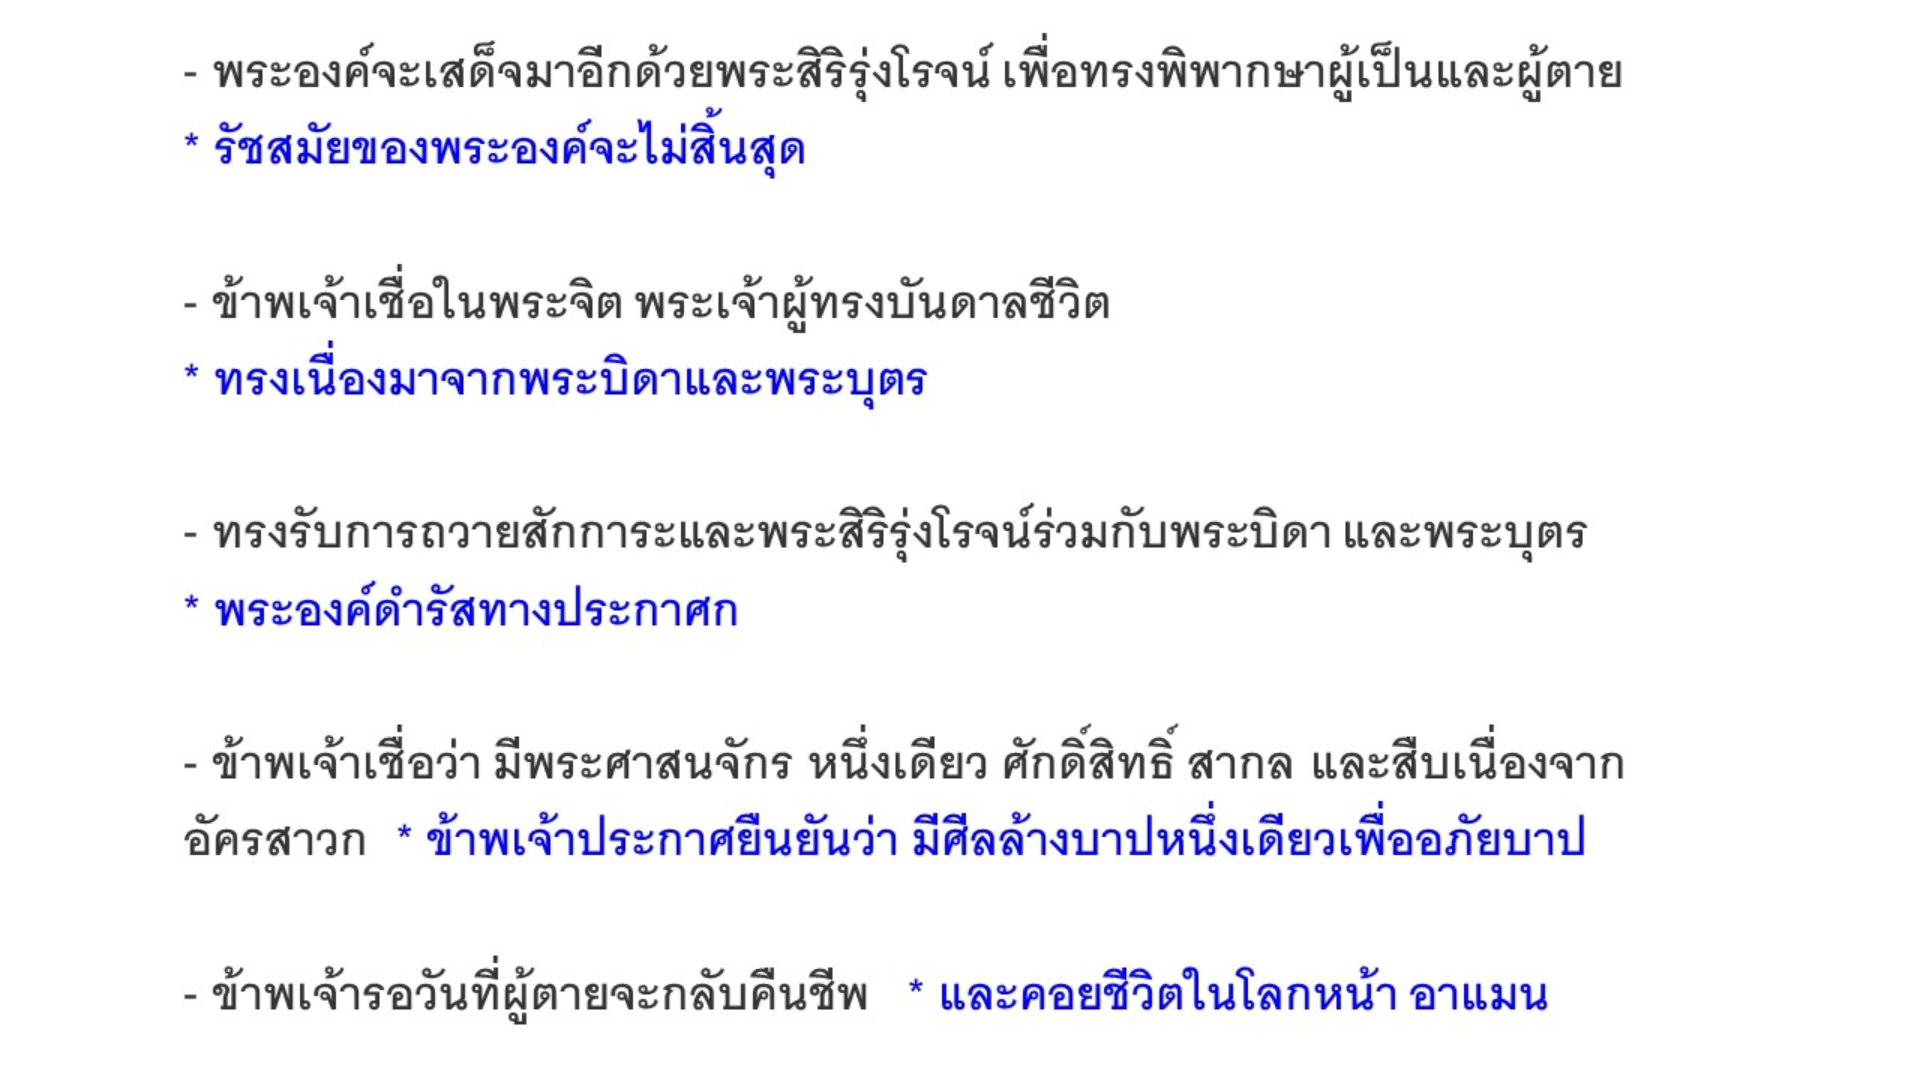 - พระองค์จะเสด็จมาอีกด้วยพระสิริรุ่งโรจน์ เพื่อทรงพิพากษาผู้เป็นและผู้ตาย
* รัชสมัยของพระองค์จะไม่สิ้นสุด
- ข้าพเจ้าเชื่อในพระจิต พระเจ้าผู้ทรงบันดาลชีวิต
* ทรงเนื่องมาจากพระบิดาและพระบุตร
- ทรงรับการถวายสักการะและพระสิริรุ่งโรจน์ร่วมกับพระบิดา และพระบุตร
* พระองค์ดำรัสทางประกาศก
- ข้าพเจ้าเชื่อว่า มีพระศาสนจักร หนึ่งเดียว ศักดิ์สิทธิ์ สากล และสืบเนื่องจาก
อัครสาวก * ข้าพเจ้าประกาศยืนยันว่า มีศีลล้างบาปหนึ่งเดียวเพื่ออภัยบาป
- ข้าพเจ้ารอวันที่ผู้ตายจะกลับคืนชีพ * และคอยชีวิตในโลกหน้า อาแมน